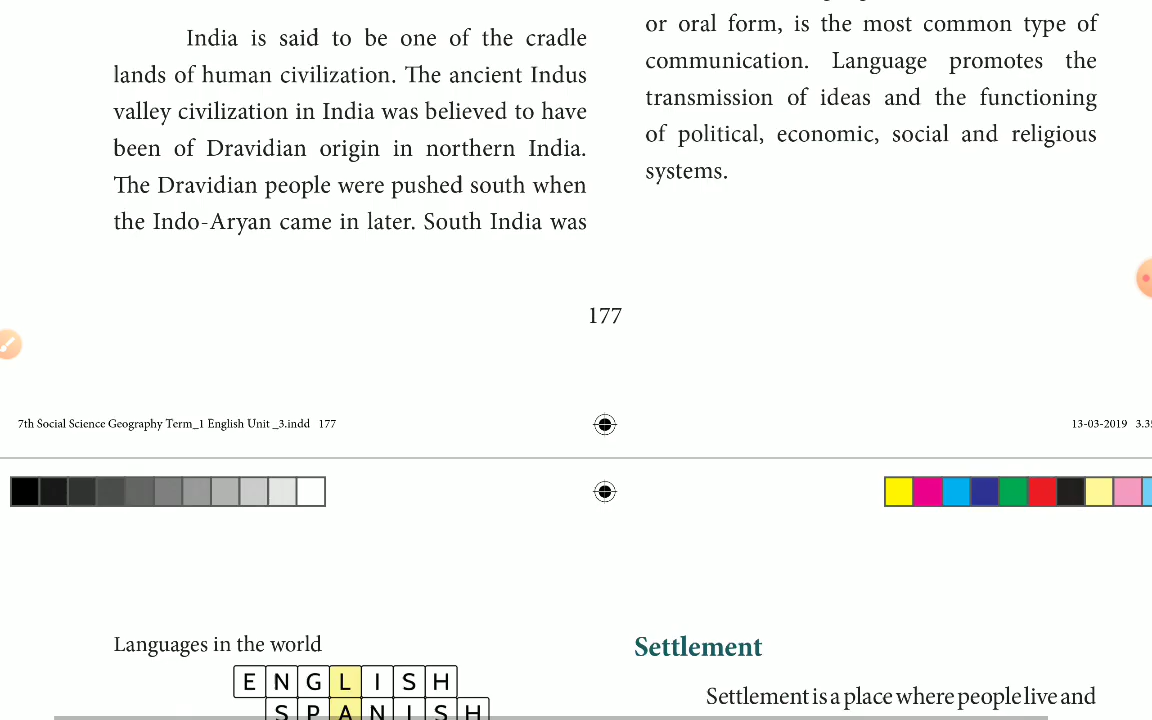 India is said to be one of the cradle
lands of human civilization. The ancient Indus
valley civilization in India was believed to have
been of Dravidian origin in northern India.
The Dravidian people were pushed south when
the Indo-Aryan came in later. South India was
or oral form, is the most common type of
communication. Language promotes the
transmission of ideas and the functioning
of political, economic, social and religious
systems.
177
7th Social Science Geography Term_1 English Unit _3.indd 177
13-03-2019 3.35
Languages in the world
ENGLISH
SPANISH
Settlement
Settlement is a place where people live and